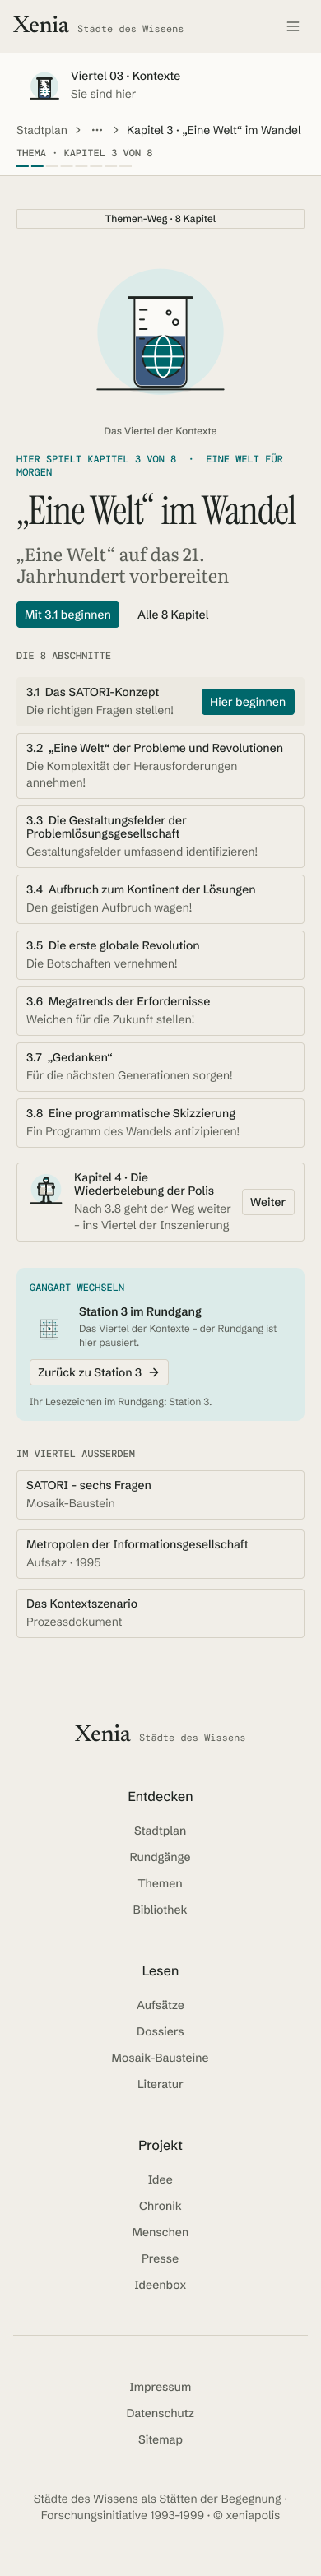 Xenia Städte des Wissens
Viertel 03 · Kontexte
Sie sind hier
Stadtplan > ··· > Kapitel 3 · „Eine Welt“ im Wandel
THEMA · KAPITEL 3 VON 8
Themen-Weg · 8 Kapitel
Das Viertel der Kontexte
HIER SPIELT KAPITEL 3 VON 8 · EINE WELT FÜR
MORGEN
„Eine Welt“ im Wandel
„Eine Welt“ auf das 21.
Jahrhundert vorbereiten
Mit 3.1 beginnen
Alle 8 Kapitel
DIE 8 ABSCHNITTE
3.1 Das SATORI-Konzept
Die richtigen Fragen stellen!
Hier beginnen
3.2 „Eine Welt“ der Probleme und Revolutionen
Die Komplexität der Herausforderungen
annehmen!
3.3 Die Gestaltungsfelder der
Problemlösungsgesellschaft
Gestaltungsfelder umfassend identifizieren!
3.4 Aufbruch zum Kontinent der Lösungen
Den geistigen Aufbruch wagen!
3.5 Die erste globale Revolution
Die Botschaften vernehmen!
3.6 Megatrends der Erfordernisse
Weichen für die Zukunft stellen!
3.7 „Gedanken“
Für die nächsten Generationen sorgen!
3.8 Eine programmatische Skizzierung
Ein Programm des Wandels antizipieren!
Kapitel 4 · Die
Wiederbelebung der Polis
Nach 3.8 geht der Weg weiter
– ins Viertel der Inszenierung
Weiter
GANGART WECHSELN
Station 3 im Rundgang
Das Viertel der Kontexte – der Rundgang ist
hier pausiert.
Zurück zu Station 3 →
Ihr Lesezeichen im Rundgang: Station 3.
IM VIERTEL AUSSERDEM
SATORI – sechs Fragen
Mosaik-Baustein
Metropolen der Informationsgesellschaft
Aufsatz · 1995
Das Kontextszenario
Prozessdokument
Xenia Städte des Wissens
Entdecken
Stadtplan
Rundgänge
Themen
Bibliothek
Lesen
Aufsätze
Dossiers
Mosaik-Bausteine
Literatur
Projekt
Idee
Chronik
Menschen
Presse
Ideenbox
Impressum
Datenschutz
Sitemap
Städte des Wissens als Stätten der Begegnung ·
Forschungsinitiative 1993–1999 · © xeniapolis